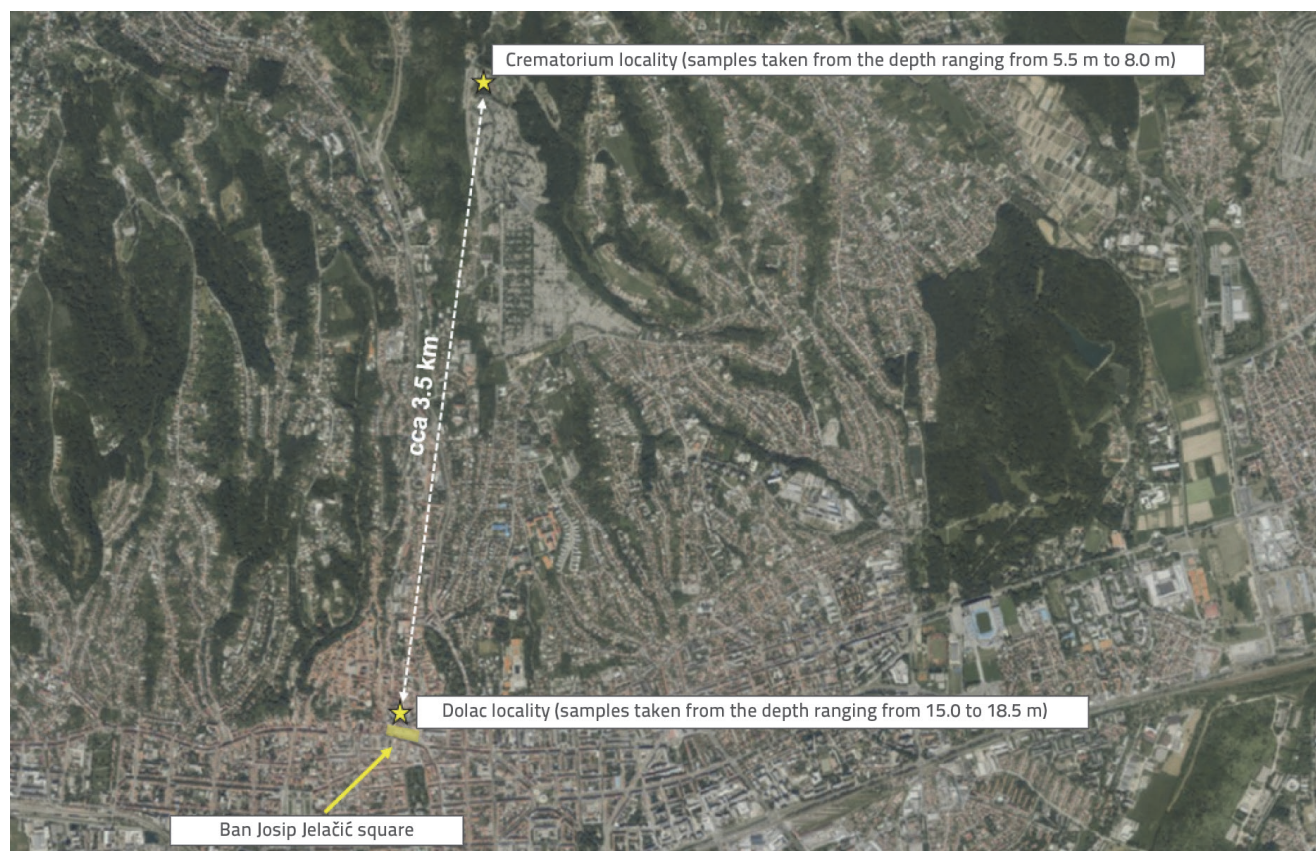 Crematorium locality (samples taken from the depth ranging from 5.5 m to 8.0 m)
cca 3.5 km
Dolac locality (samples taken from the depth ranging from 15.0 to 18.5 m)
Ban Josip Jelačić square